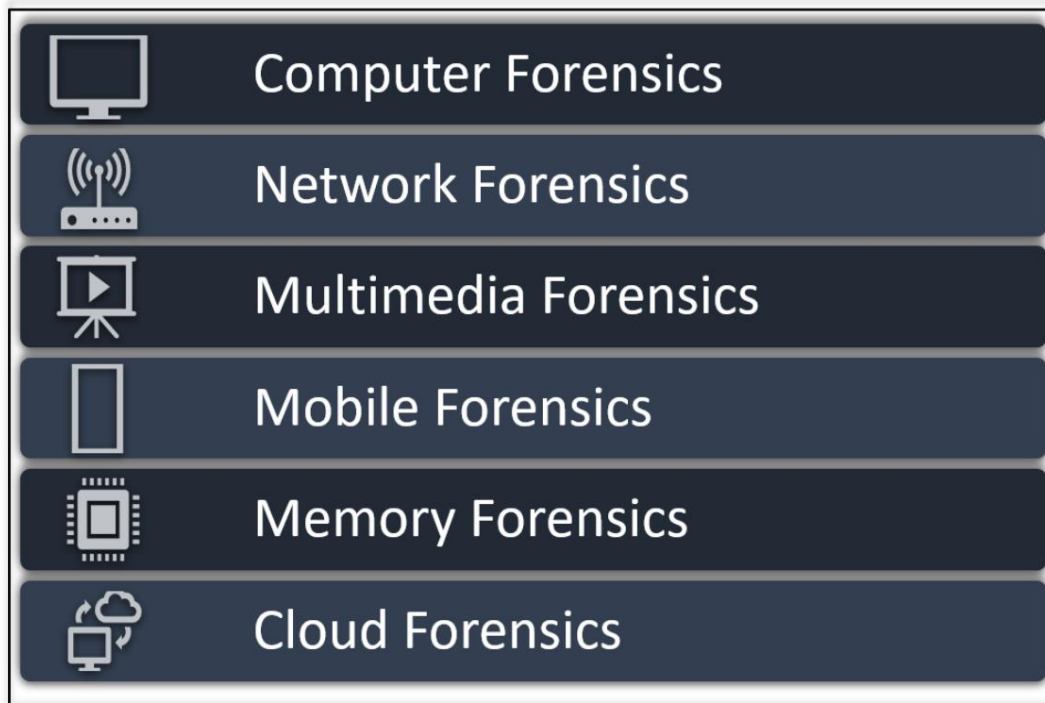 Computer Forensics
Network Forensics
Multimedia Forensics
Mobile Forensics
Memory Forensics
Cloud Forensics